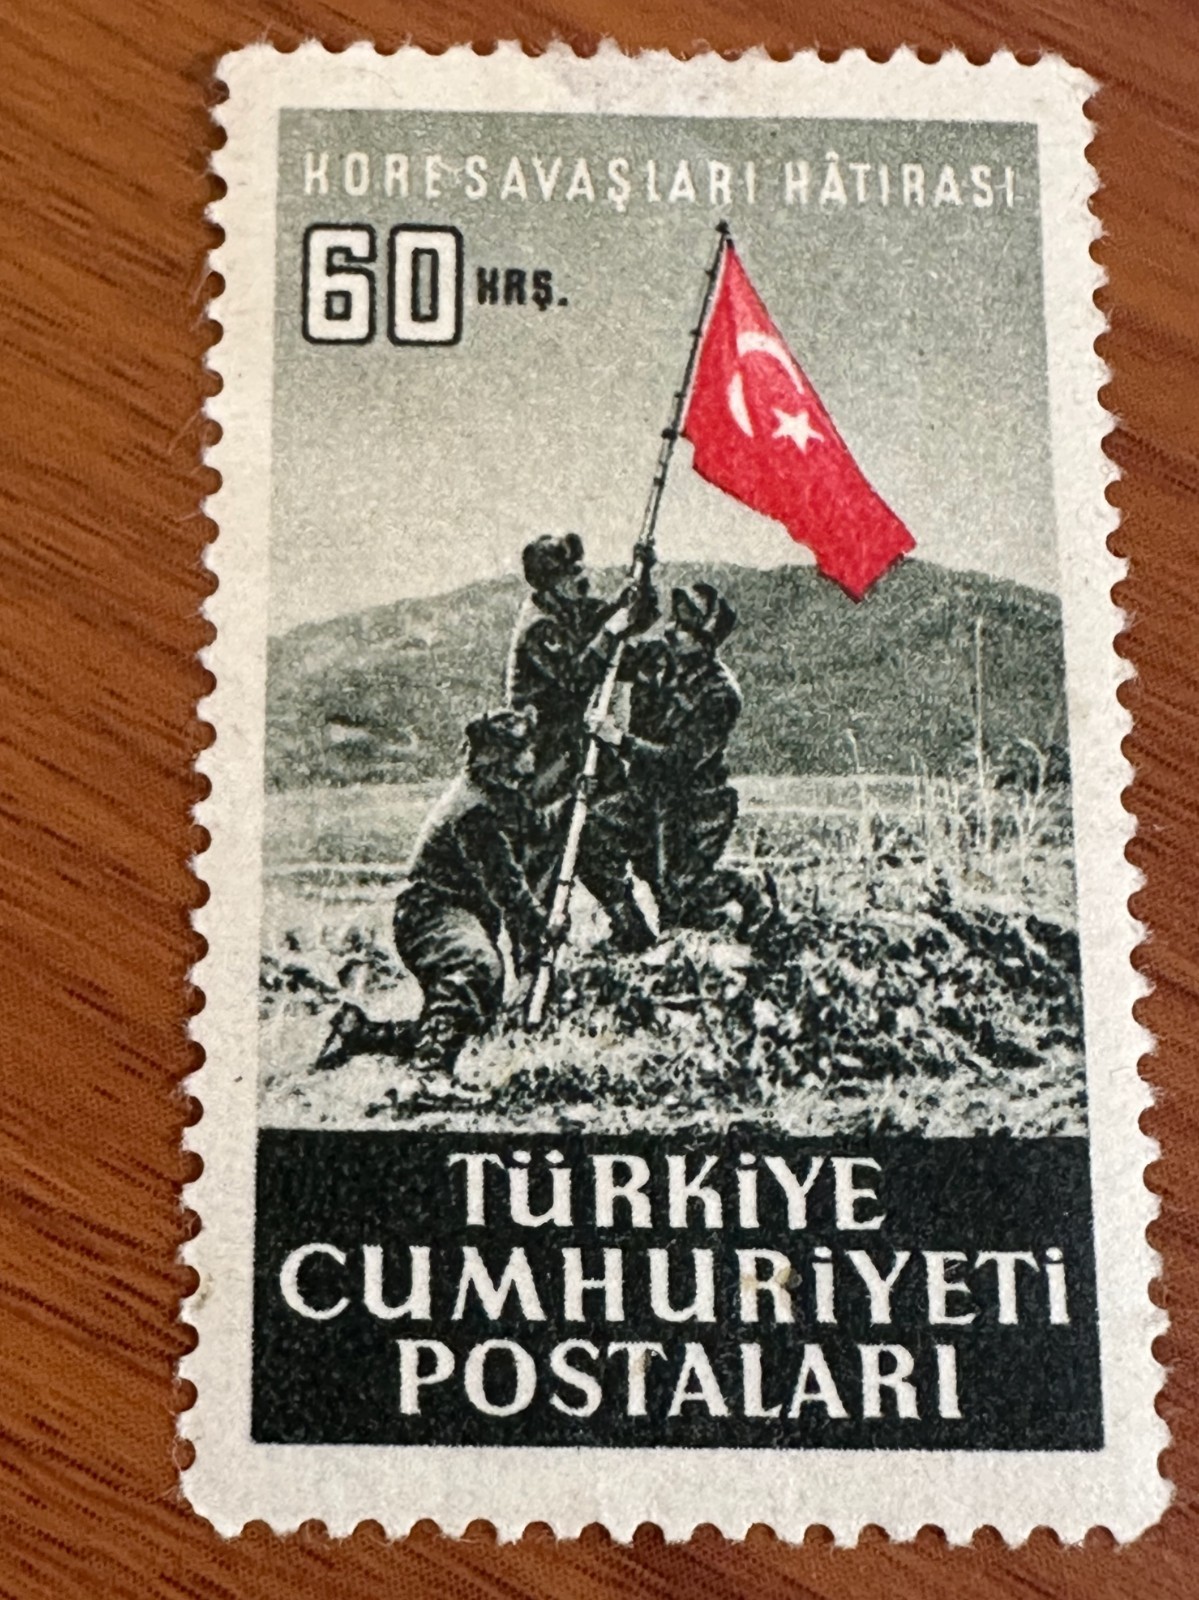 KORE SAVAŞLARI HÂTIRASI
60 KRŞ.
TÜRKİYE
CUMHURİYETİ
POSTALARI